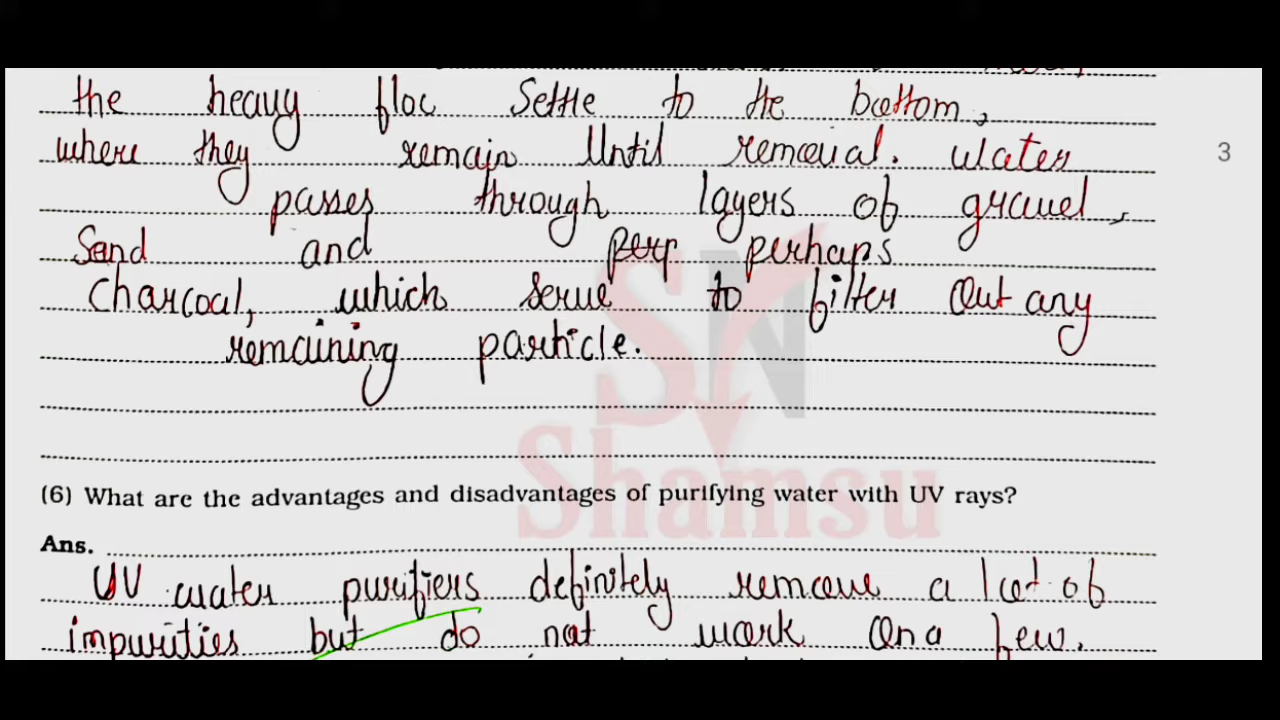 the heavy floc settle to the bottom,
where they remain Until removal. Water
3
passes through layers of gravel,
Sand and perp perhaps
Charcoal, which serve to filter out any
remaining particle.
SN
Shamsu
(6) What are the advantages and disadvantages of purifying water with UV rays?
Ans.
UV water purifiers definitely remove a lot of
impurities but do not work on a few.